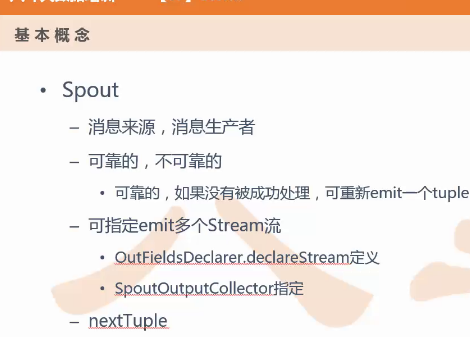 基本概念
• Spout
– 消息来源，消息生产者
– 可靠的，不可靠的
• 可靠的，如果没有被成功处理，可重新emit一个tuple
– 可指定emit多个Stream流
• OutFieldsDeclarer.declareStream定义
• SpoutOutputCollector指定
– nextTuple